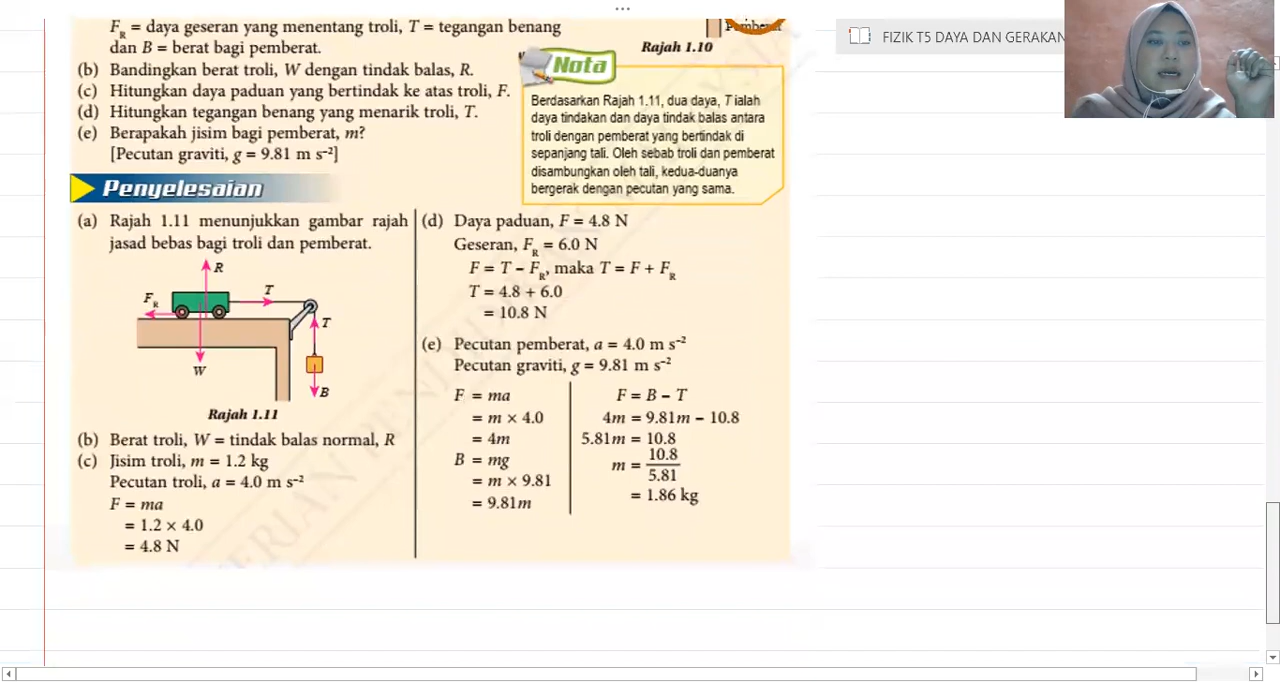 F_R = daya geseran yang menentang troli, T = tegangan benang
dan B = berat bagi pemberat.
(b) Bandingkan berat troli, W dengan tindak balas, R.
(c) Hitungkan daya paduan yang bertindak ke atas troli, F.
(d) Hitungkan tegangan benang yang menarik troli, T.
(e) Berapakah jisim bagi pemberat, m?
[Pecutan graviti, g = 9.81 m s⁻²]
Pemberat
Rajah 1.10
Nota
Berdasarkan Rajah 1.11, dua daya, T ialah
daya tindakan dan daya tindak balas antara
troli dengan pemberat yang bertindak di
sepanjang tali. Oleh sebab troli dan pemberat
disambungkan oleh tali, kedua-duanya
bergerak dengan pecutan yang sama.
FIZIK T5 DAYA DAN GERAKAN
Penyelesaian
(a) Rajah 1.11 menunjukkan gambar rajah
jasad bebas bagi troli dan pemberat.
R
F_R
T
T
W
B
Rajah 1.11
(b) Berat troli, W = tindak balas normal, R
(c) Jisim troli, m = 1.2 kg
Pecutan troli, a = 4.0 m s⁻²
F = ma
= 1.2 × 4.0
= 4.8 N
(d) Daya paduan, F = 4.8 N
Geseran, F_R = 6.0 N
F = T − F_R, maka T = F + F_R
T = 4.8 + 6.0
= 10.8 N
(e) Pecutan pemberat, a = 4.0 m s⁻²
Pecutan graviti, g = 9.81 m s⁻²
F = ma
= m × 4.0
= 4m
B = mg
= m × 9.81
= 9.81m
F = B − T
4m = 9.81m − 10.8
5.81m = 10.8
m = 10.8
5.81
= 1.86 kg